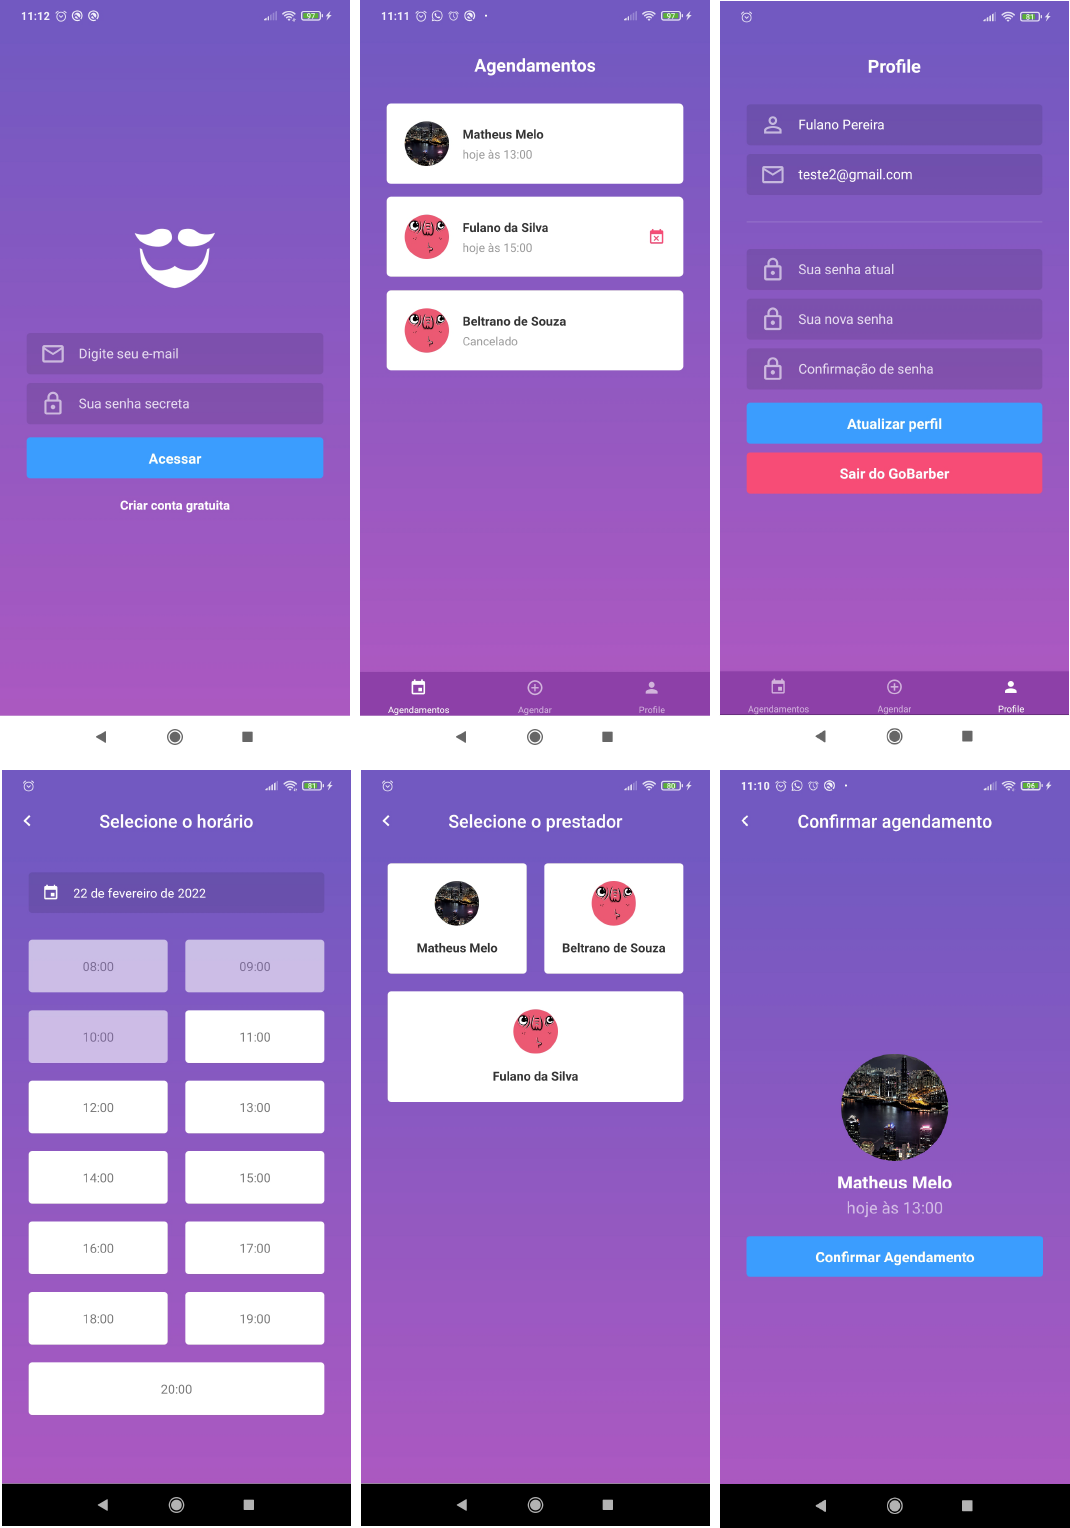 11:12
97
Digite seu e-mail
Sua senha secreta
Acessar
Criar conta gratuita
11:11
97
Agendamentos
Matheus Melo
hoje às 13:00
Fulano da Silva
hoje às 15:00
Beltrano de Souza
Cancelado
Agendamentos
Agendar
Profile
81
Profile
Fulano Pereira
teste2@gmail.com
Sua senha atual
Sua nova senha
Confirmação de senha
Atualizar perfil
Sair do GoBarber
Agendamentos
Agendar
Profile
81
Selecione o horário
22 de fevereiro de 2022
08:00
09:00
10:00
11:00
12:00
13:00
14:00
15:00
16:00
17:00
18:00
19:00
20:00
80
Selecione o prestador
Matheus Melo
Beltrano de Souza
Fulano da Silva
11:10
96
Confirmar agendamento
Matheus Melo
hoje às 13:00
Confirmar Agendamento